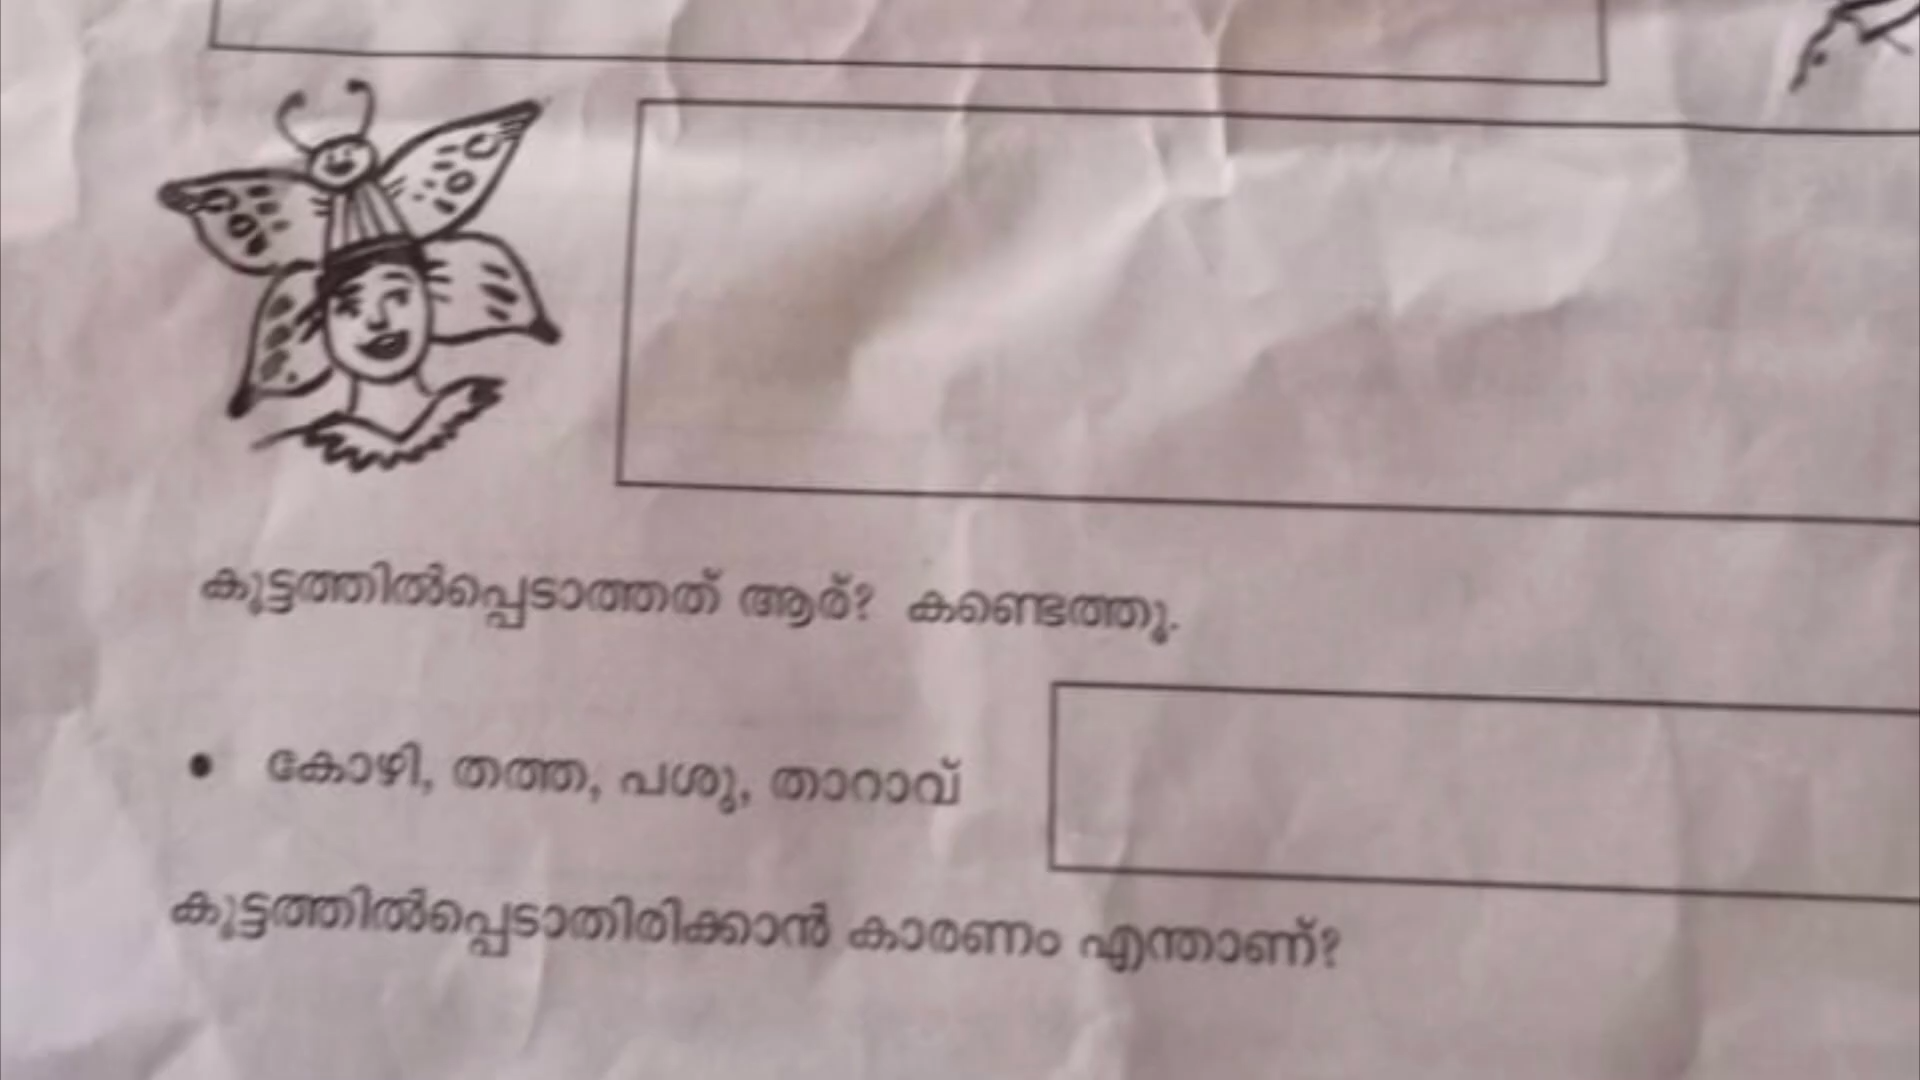 കൂട്ടത്തിൽപ്പെടാത്തത് ആര്? കണ്ടെത്തൂ.
• കോഴി, തത്ത, പശു, താറാവ്
കൂട്ടത്തിൽപ്പെടാതിരിക്കാൻ കാരണം എന്താണ്?